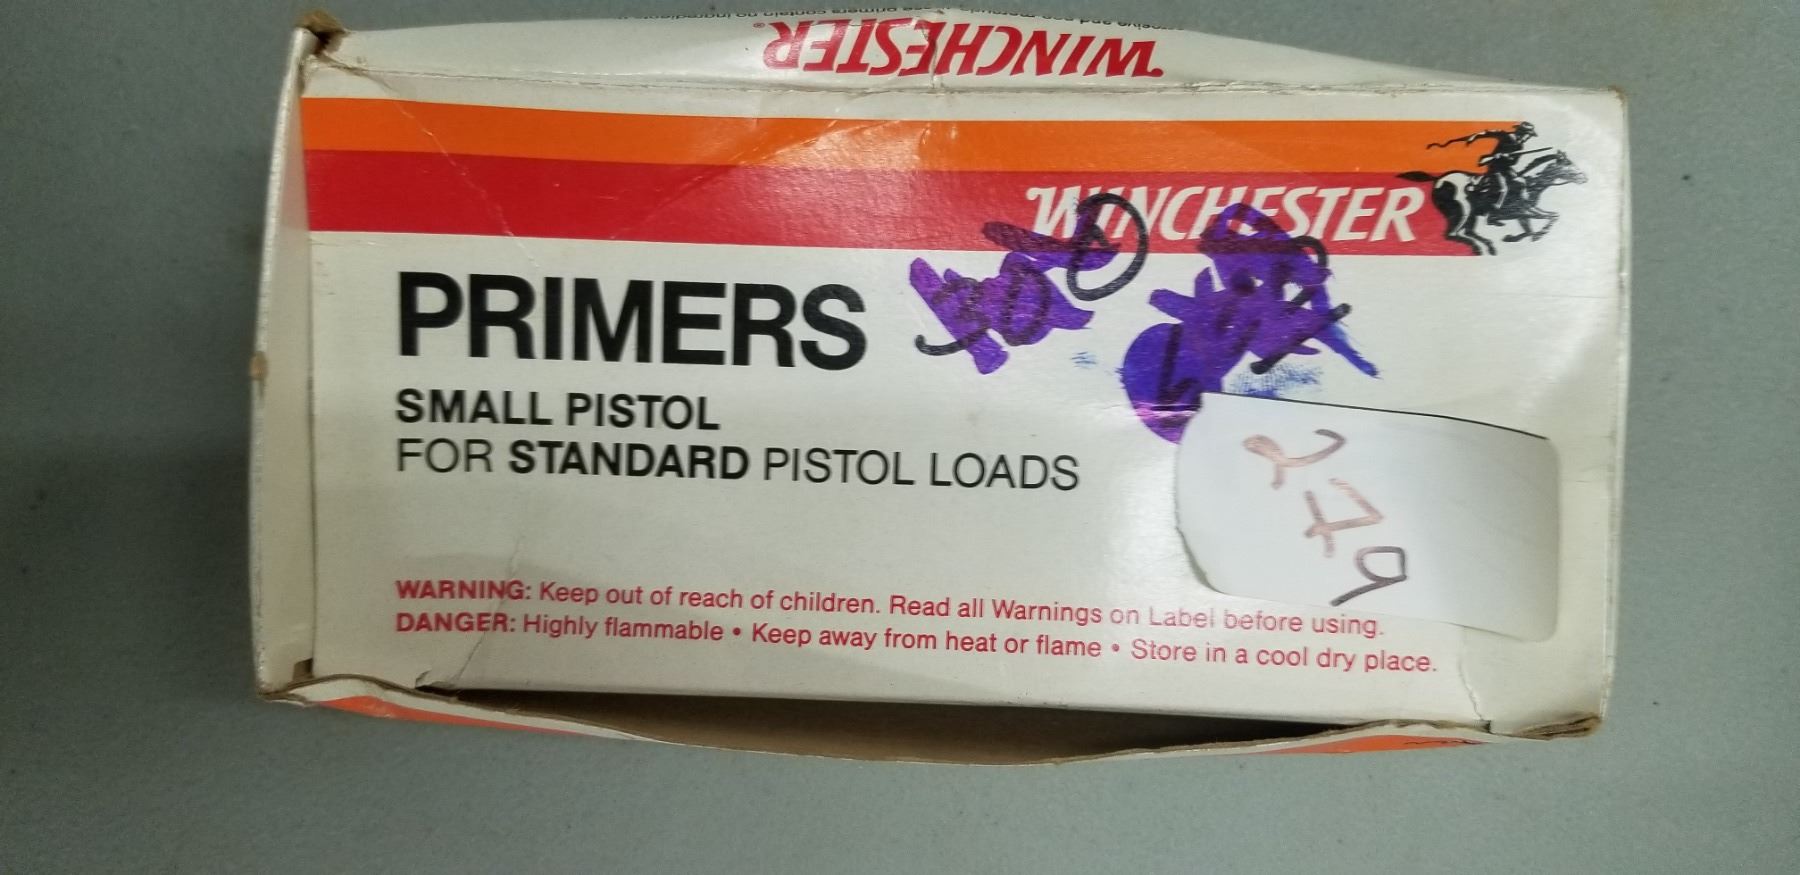 WINCHESTER®
WINCHESTER
PRIMERS
SMALL PISTOL
FOR STANDARD PISTOL LOADS
279
WARNING: Keep out of reach of children. Read all Warnings on Label before using.
DANGER: Highly flammable • Keep away from heat or flame • Store in a cool dry place.